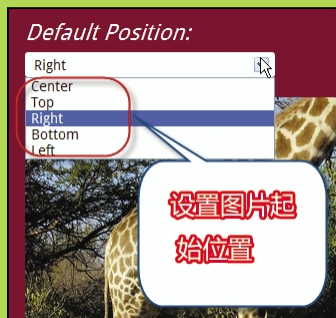 Default Position:
Right
Center
Top
Right
Bottom
Left
设置图片起
始位置